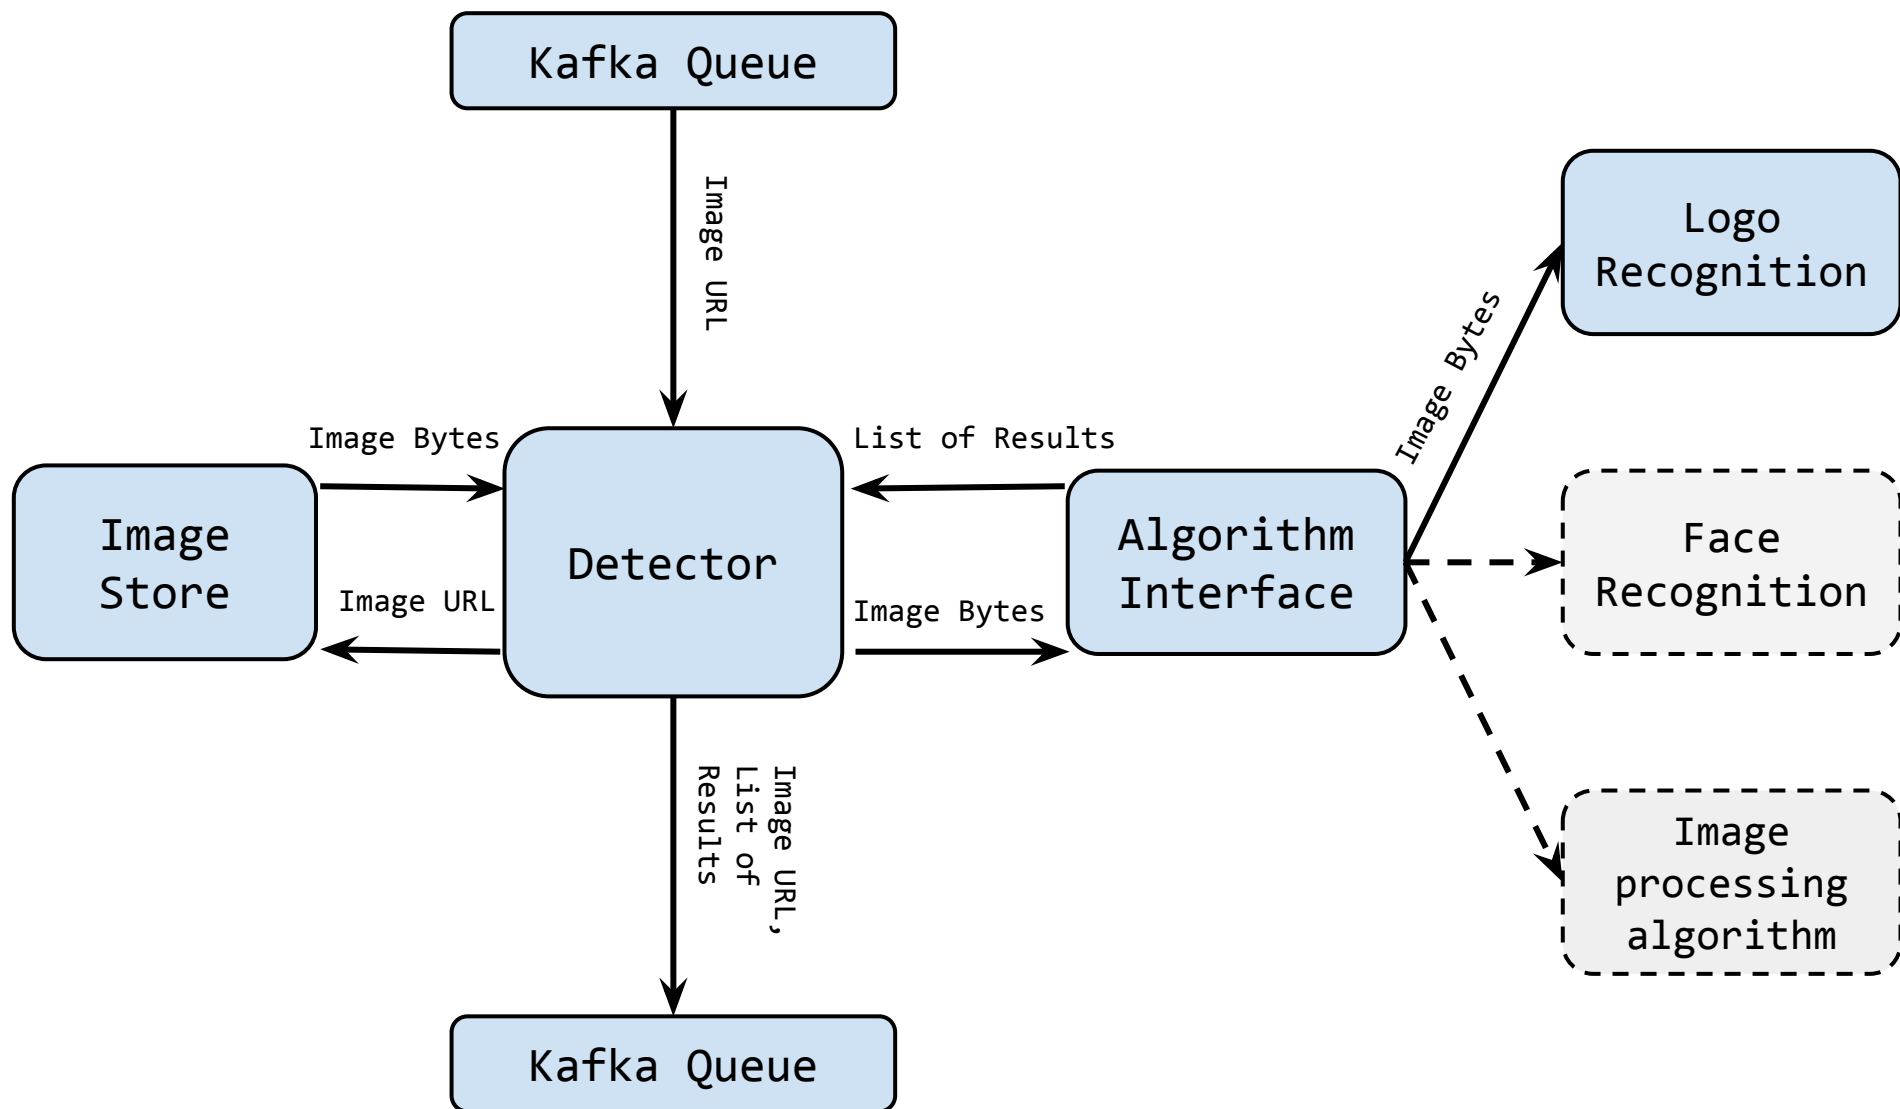 Kafka Queue
Image URL
Logo
Recognition
Image Bytes
Image Bytes
List of Results
Image
Store
Detector
Algorithm
Interface
Face
Recognition
Image URL
Image Bytes
Image URL,
List of
Results
Image
processing
algorithm
Kafka Queue